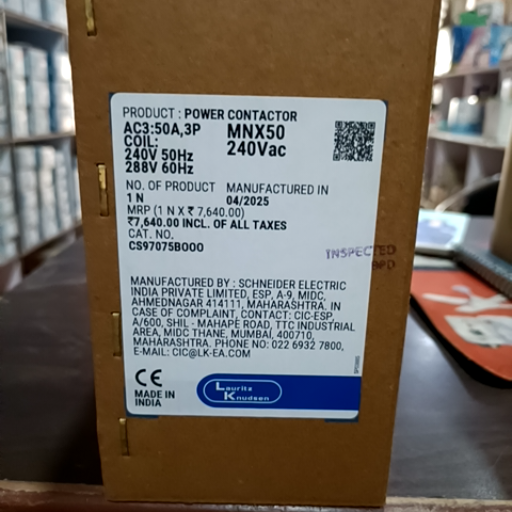 PRODUCT : POWER CONTACTOR
AC3:50A,3P MNX50
COIL: 240Vac
240V 50Hz
288V 60Hz
NO. OF PRODUCT MANUFACTURED IN
1 N 04/2025
MRP (1 N X ₹ 7,640.00)
₹7,640.00 INCL. OF ALL TAXES
CAT. NO.
CS97075BOOO
INSPECTED
MANUFACTURED BY : SCHNEIDER ELECTRIC
INDIA PRIVATE LIMITED, ESP, A-9, MIDC,
AHMEDNAGAR 414111, MAHARASHTRA. IN
CASE OF COMPLAINT, CONTACT: CIC-ESP,
A/600, SHIL - MAHAPE ROAD, TTC INDUSTRIAL
AREA, MIDC THANE, MUMBAI, 400710,
MAHARASHTRA. PHONE NO: 022 6932 7800,
E-MAIL: CIC@LK-EA.COM
CE
MADE IN
INDIA
Lauritz
Knudsen